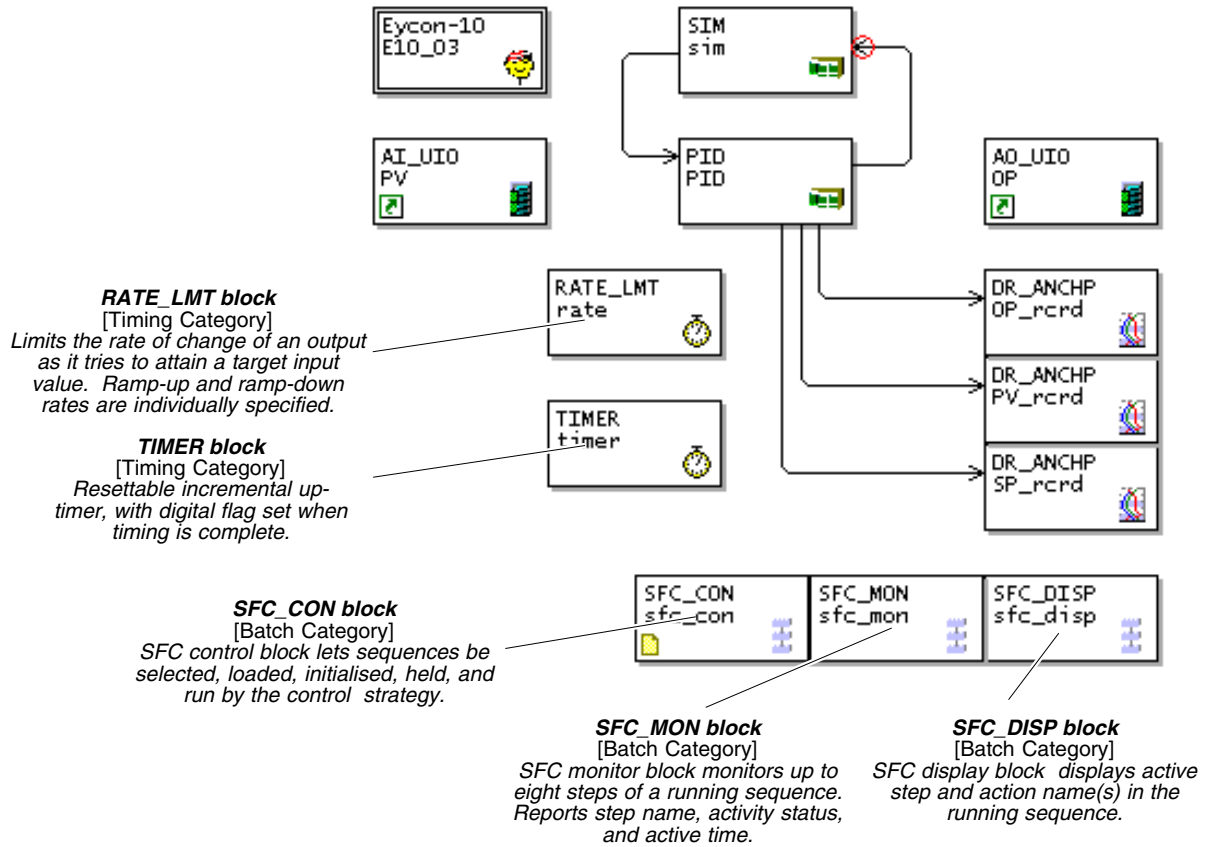 Eycon-10
E10_03
SIM
sim
AI_UIO
PV
PID
PID
AO_UIO
OP
RATE_LMT block
[Timing Category]
Limits the rate of change of an output
as it tries to attain a target input
value. Ramp-up and ramp-down
rates are individually specified.
RATE_LMT
rate
DR_ANCHP
OP_rcrd
DR_ANCHP
PV_rcrd
TIMER block
[Timing Category]
Resettable incremental up-
timer, with digital flag set when
timing is complete.
TIMER
timer
DR_ANCHP
SP_rcrd
SFC_CON block
[Batch Category]
SFC control block lets sequences be
selected, loaded, initialised, held, and
run by the control strategy.
SFC_CON
sfc_con
SFC_MON
sfc_mon
SFC_DISP
sfc_disp
SFC_MON block
[Batch Category]
SFC monitor block monitors up to
eight steps of a running sequence.
Reports step name, activity status,
and active time.
SFC_DISP block
[Batch Category]
SFC display block displays active
step and action name(s) in the
running sequence.